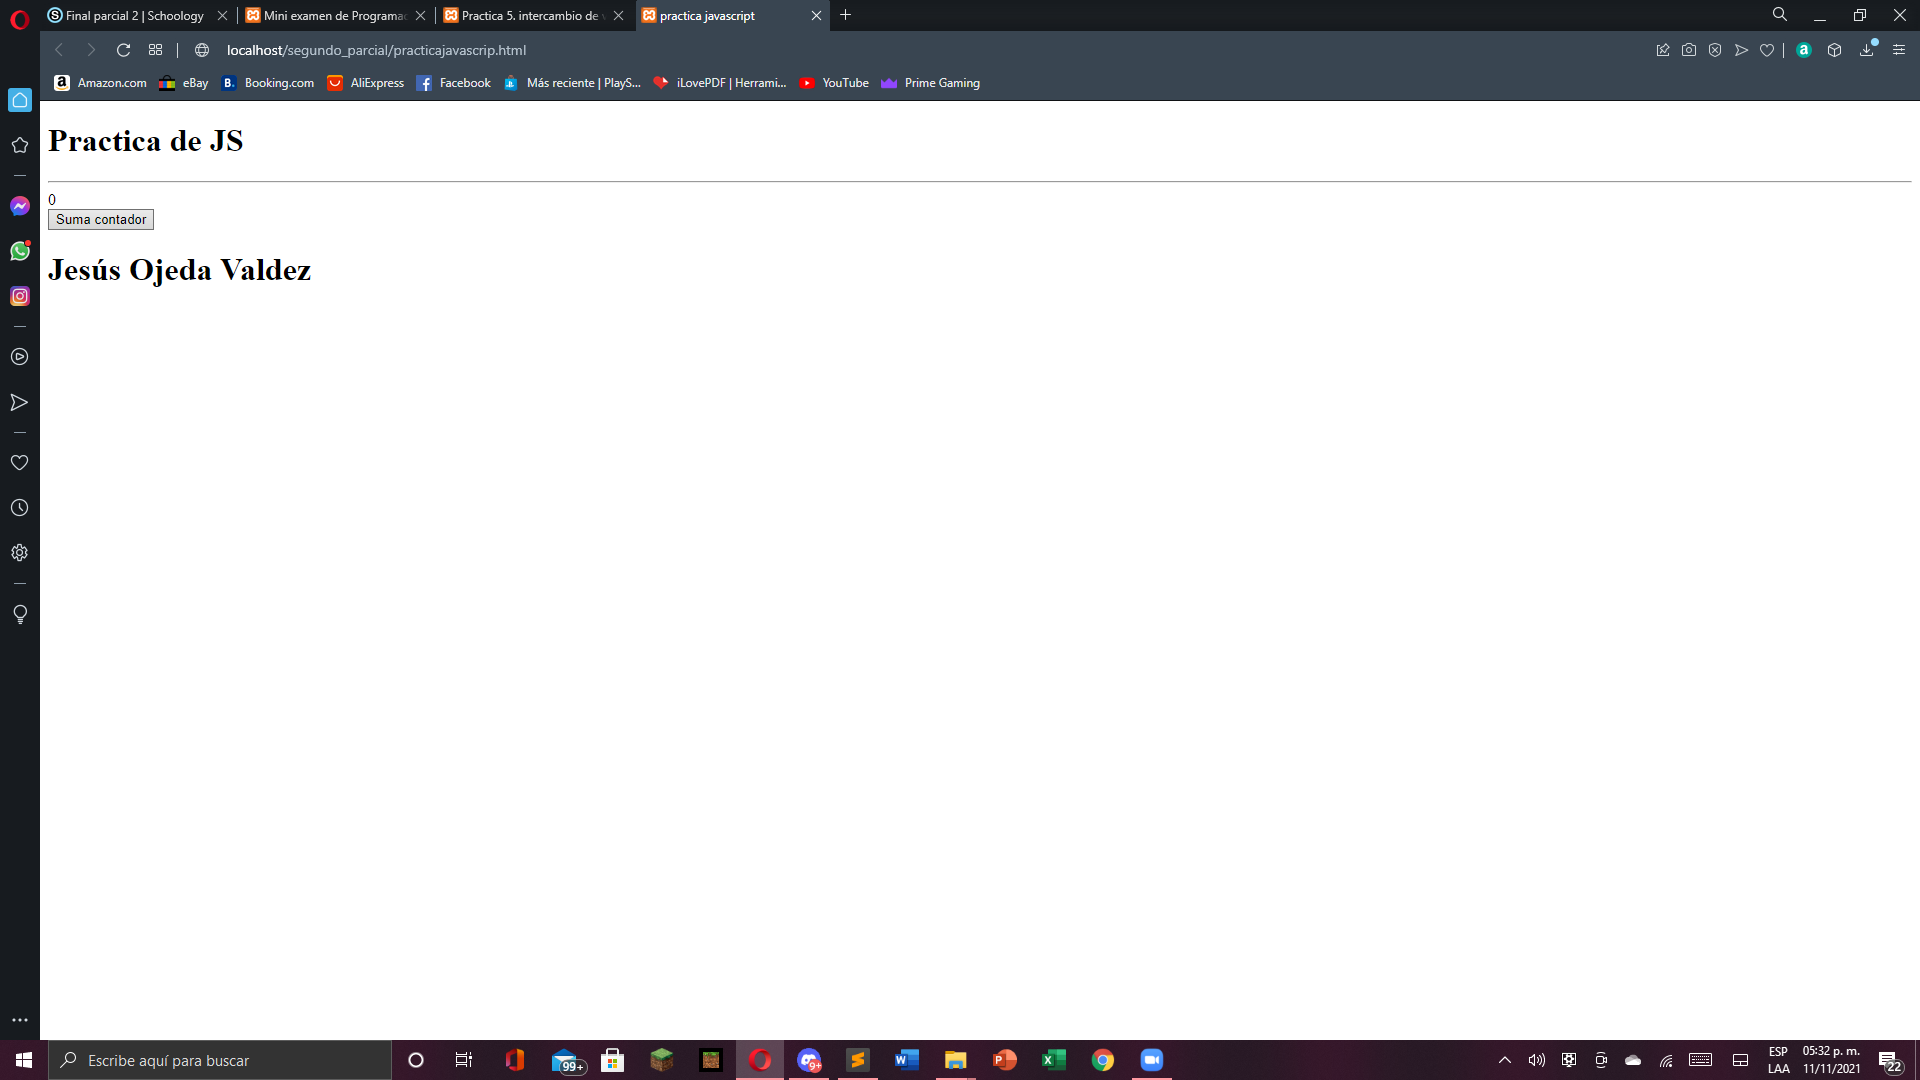 Final parcial 2 | Schoology
Mini examen de Programac
Practica 5. intercambio de v
practica javascript
localhost/segundo_parcial/practicajavascrip.html
Amazon.com
eBay
Booking.com
AliExpress
Facebook
Más reciente | PlayS...
iLovePDF | Herrami...
YouTube
Prime Gaming
Practica de JS
0
Suma contador
Jesús Ojeda Valdez
Escribe aquí para buscar
99+
9+
ESP
LAA
05:32 p. m.
11/11/2021
22